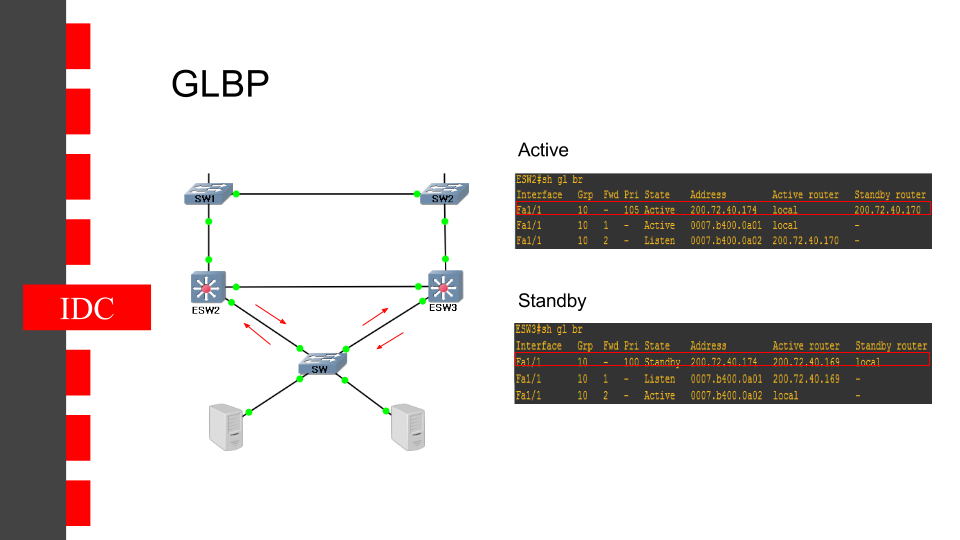 GLBP
IDC
SW1
SW2
ESW2
ESW3
SW
Active
ESW2#sh gl br
Interface Grp Fwd Pri State Address Active router Standby router
Fa1/1 10 - 105 Active 200.72.40.174 local 200.72.40.170
Fa1/1 10 1 - Active 0007.b400.0a01 local -
Fa1/1 10 2 - Listen 0007.b400.0a02 200.72.40.170 -
Standby
ESW3#sh gl br
Interface Grp Fwd Pri State Address Active router Standby router
Fa1/1 10 - 100 Standby 200.72.40.174 200.72.40.169 local
Fa1/1 10 1 - Listen 0007.b400.0a01 200.72.40.169 -
Fa1/1 10 2 - Active 0007.b400.0a02 local -